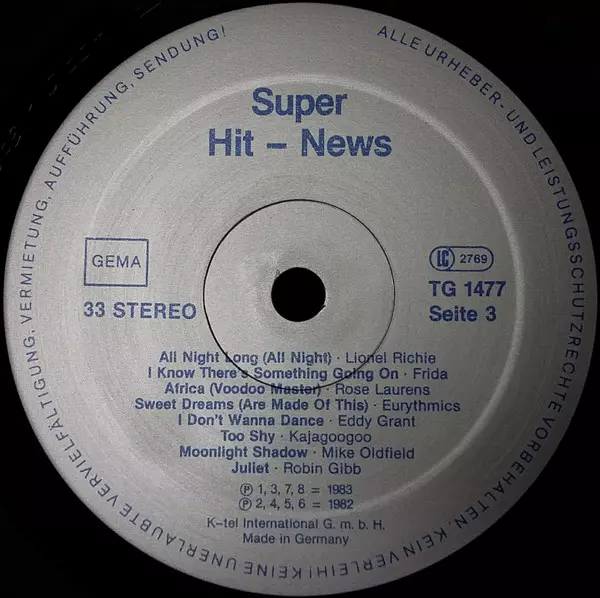 ALLE URHEBER- UND LEISTUNGSSCHUTZRECHTE VORBEHALTEN! KEIN VERLEIH! KEINE UNERLAUBTE VERVIELFÄLTIGUNG, VERMIETUNG, AUFFÜHRUNG, SENDUNG!
Super
Hit – News
GEMA
LC 2769
33 STEREO
TG 1477
Seite 3
All Night Long (All Night) · Lionel Richie
I Know There's Something Going On · Frida
Africa (Voodoo Master) · Rose Laurens
Sweet Dreams (Are Made Of This) · Eurythmics
I Don't Wanna Dance · Eddy Grant
Too Shy · Kajagoogoo
Moonlight Shadow · Mike Oldfield
Juliet · Robin Gibb
Ⓟ 1, 3, 7, 8 = 1983
Ⓟ 2, 4, 5, 6 = 1982
K-tel International G. m. b. H.
Made in Germany